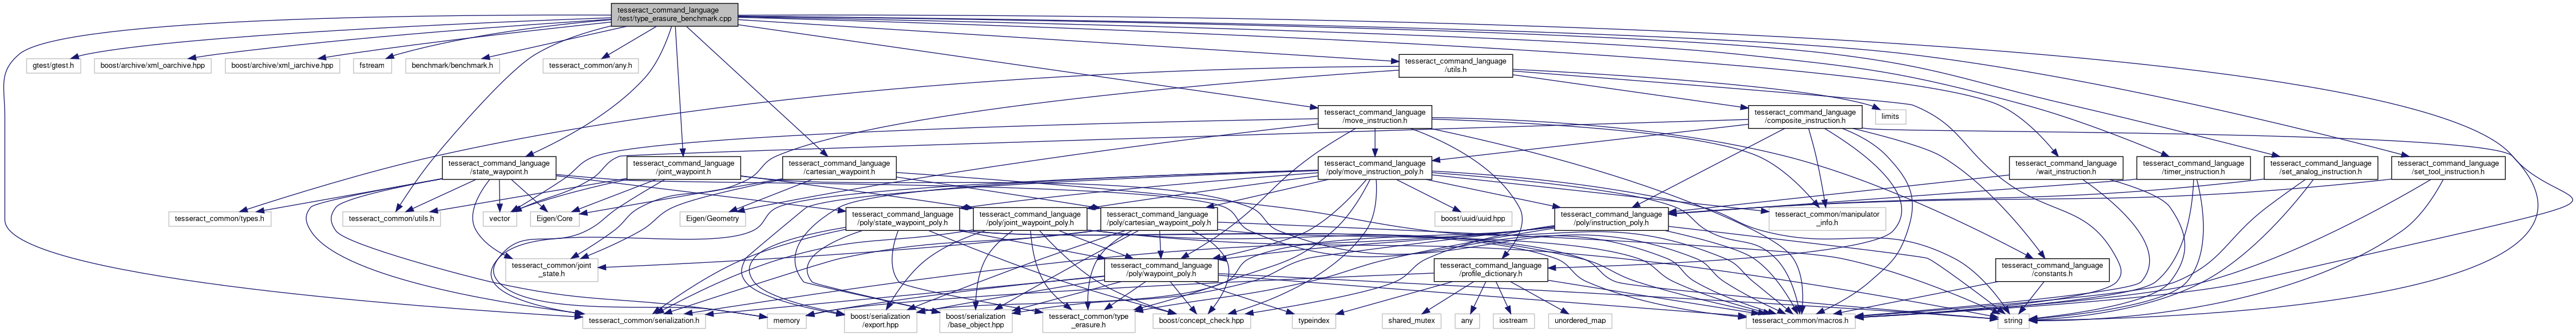 tesseract_command_language
/test/type_erasure_benchmark.cpp
gtest/gtest.h
boost/archive/xml_oarchive.hpp
boost/archive/xml_iarchive.hpp
fstream
benchmark/benchmark.h
tesseract_common/any.h
tesseract_command_language
/utils.h
tesseract_command_language
/move_instruction.h
tesseract_command_language
/composite_instruction.h
limits
tesseract_command_language
/state_waypoint.h
tesseract_command_language
/joint_waypoint.h
tesseract_command_language
/cartesian_waypoint.h
tesseract_command_language
/poly/move_instruction_poly.h
tesseract_command_language
/wait_instruction.h
tesseract_command_language
/timer_instruction.h
tesseract_command_language
/set_analog_instruction.h
tesseract_command_language
/set_tool_instruction.h
tesseract_common/types.h
tesseract_common/utils.h
vector
Eigen/Core
Eigen/Geometry
tesseract_command_language
/poly/state_waypoint_poly.h
tesseract_command_language
/poly/joint_waypoint_poly.h
tesseract_command_language
/poly/cartesian_waypoint_poly.h
boost/uuid/uuid.hpp
tesseract_command_language
/poly/instruction_poly.h
tesseract_common/manipulator
_info.h
tesseract_common/joint
_state.h
tesseract_command_language
/poly/waypoint_poly.h
tesseract_command_language
/profile_dictionary.h
tesseract_command_language
/constants.h
tesseract_common/serialization.h
memory
boost/serialization
/export.hpp
boost/serialization
/base_object.hpp
tesseract_common/type
_erasure.h
boost/concept_check.hpp
typeindex
shared_mutex
any
iostream
unordered_map
tesseract_common/macros.h
string